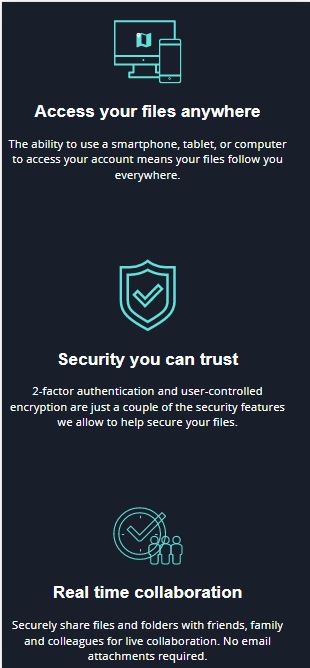 Access your files anywhere
The ability to use a smartphone, tablet, or computer
to access your account means your files follow you
everywhere.
Security you can trust
2-factor authentication and user-controlled
encryption are just a couple of the security features
we allow to help secure your files.
Real time collaboration
Securely share files and folders with friends, family
and colleagues for live collaboration. No email
attachments required.